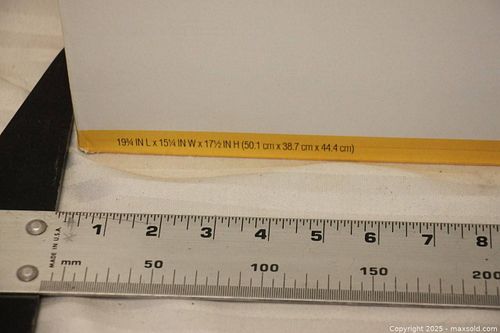 19¾ IN L x 15¼ IN W x 17½ IN H (50.1 cm x 38.7 cm x 44.4 cm)
1 2 3 4 5 6 7 8
MADE IN U.S.A.
mm 50 100 150 200
Copyright 2025 - maxsold.com